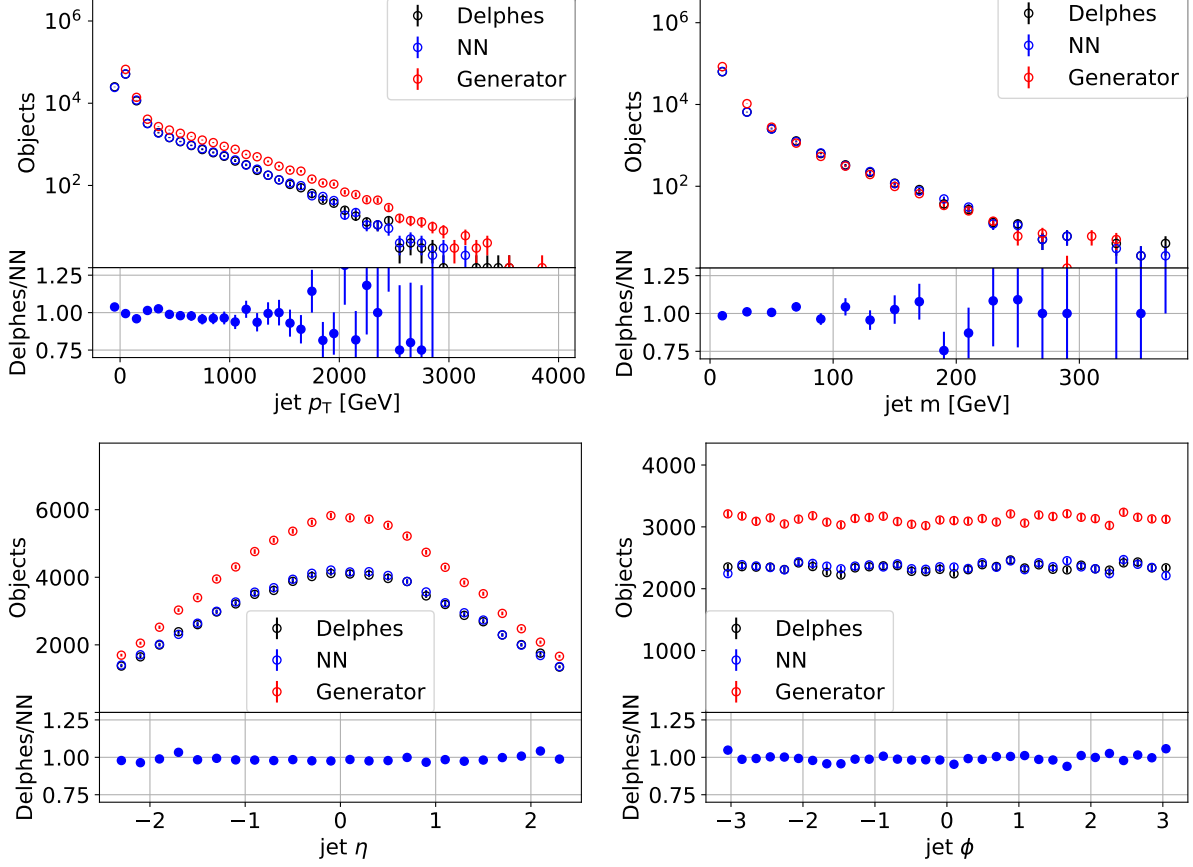 10^6
10^4
10^2
Objects
Delphes
NN
Generator
1.25
1.00
0.75
Delphes/NN
0 1000 2000 3000 4000
jet p_T [GeV]
10^6
10^4
10^2
Objects
Delphes
NN
Generator
1.25
1.00
0.75
Delphes/NN
0 100 200 300
jet m [GeV]
6000
4000
2000
Objects
Delphes
NN
Generator
1.25
1.00
0.75
Delphes/NN
−2 −1 0 1 2
jet η
4000
3000
2000
1000
Objects
Delphes
NN
Generator
1.25
1.00
0.75
Delphes/NN
−3 −2 −1 0 1 2 3
jet ϕ